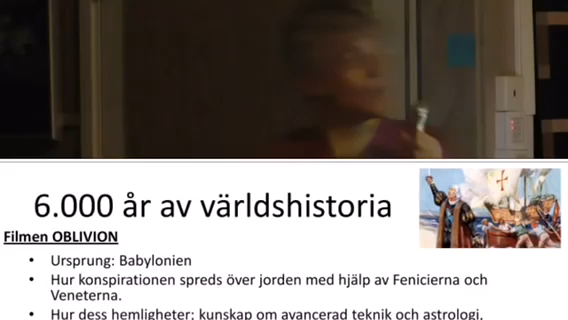 6.000 år av världshistoria
Filmen OBLIVION
• Ursprung: Babylonien
• Hur konspirationen spreds över jorden med hjälp av Fenicierna och
Veneterna.
• Hur dess hemligheter: kunskap om avancerad teknik och astrologi,